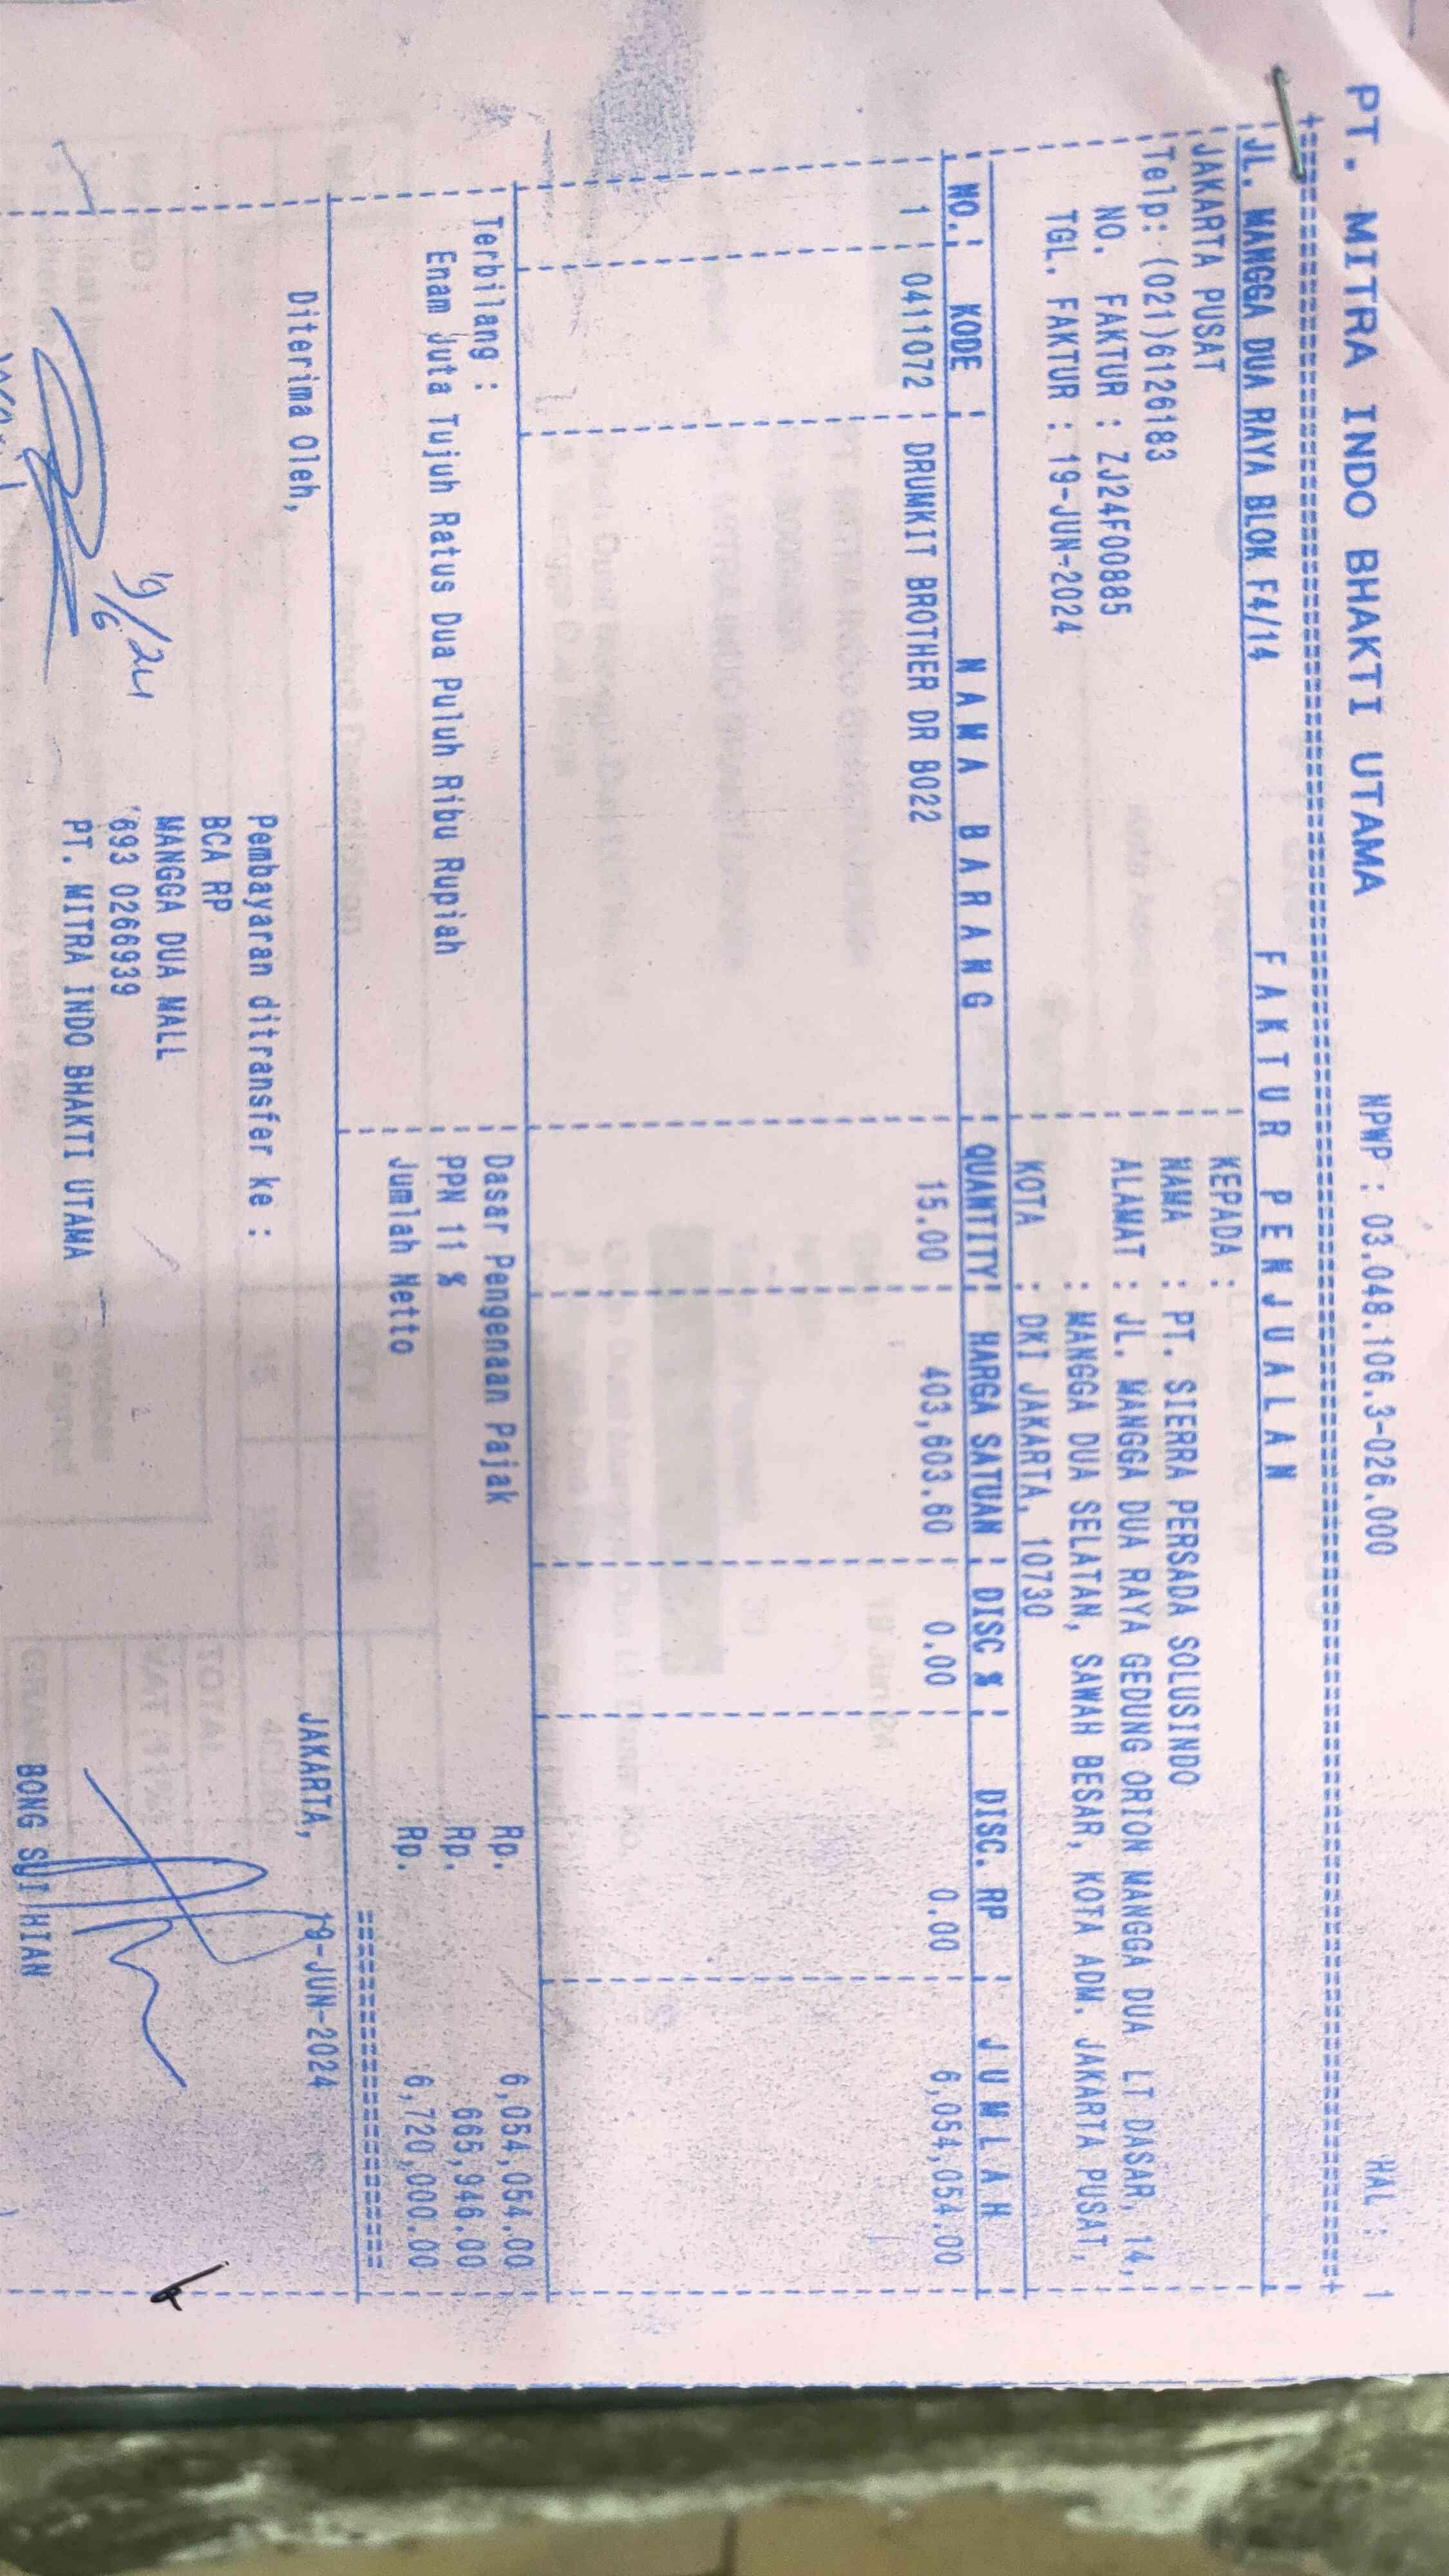 PT. MITRA INDO BHAKTI UTAMA NPWP : 03.048.106.3-026.000 HAL : 1
JL. MANGGA DUA RAYA BLOK F4/14 F A K T U R P E N J U A L A N
JAKARTA PUSAT KEPADA :
Telp: (021)6126183 NAMA : PT. SIERRA PERSADA SOLUSINDO
NO. FAKTUR : ZJ24F00885 ALAMAT : JL. MANGGA DUA RAYA GEDUNG ORION MANGGA DUA LT DASAR, 14,
TGL. FAKTUR : 19-JUN-2024 : MANGGA DUA SELATAN, SAWAH BESAR, KOTA ADM. JAKARTA PUSAT,
KOTA : DKI JAKARTA, 10730
NO. KODE N A M A B A R A N G QUANTITY HARGA SATUAN DISC % DISC. RP J U M L A H
1 0411072 DRUMKIT BROTHER DR B022 15.00 403,603.60 0.00 0.00 6,054,054.00
Terbilang : Dasar Pengenaan Pajak Rp. 6,054,054.00
Enam Juta Tujuh Ratus Dua Puluh Ribu Rupiah PPN 11 % Rp. 665,946.00
Jumlah Netto Rp. 6,720,000.00
Diterima Oleh, JAKARTA, 19-JUN-2024
Pembayaran ditransfer ke :
BCA RP
MANGGA DUA MALL
19/6/24
693 0266939
PT. MITRA INDO BHAKTI UTAMA
BONG SUI HIAN